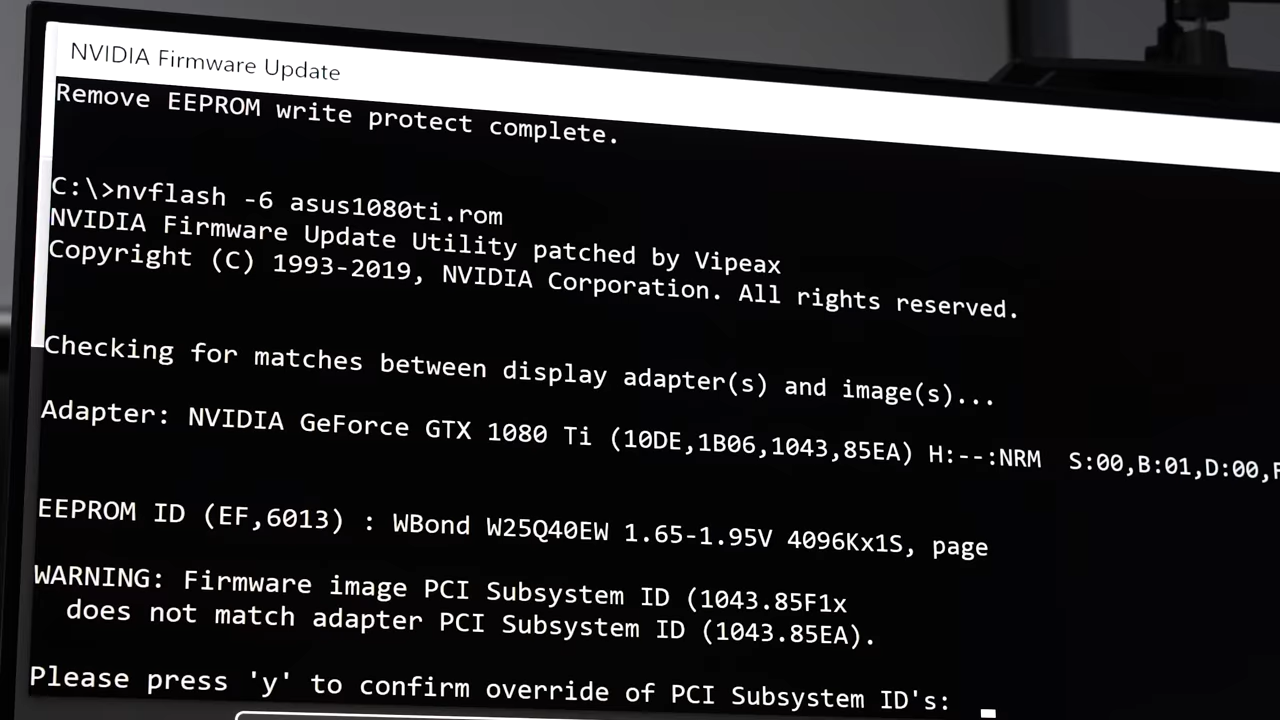 NVIDIA Firmware Update
Remove EEPROM write protect complete.
C:\>nvflash -6 asus1080ti.rom
NVIDIA Firmware Update Utility patched by Vipeax
Copyright (C) 1993-2019, NVIDIA Corporation. All rights reserved.
Checking for matches between display adapter(s) and image(s)...
Adapter: NVIDIA GeForce GTX 1080 Ti (10DE,1B06,1043,85EA) H:--:NRM S:00,B:01,D:00,F
EEPROM ID (EF,6013) : WBond W25Q40EW 1.65-1.95V 4096Kx1S, page
WARNING: Firmware image PCI Subsystem ID (1043.85F1x
does not match adapter PCI Subsystem ID (1043.85EA).
Please press 'y' to confirm override of PCI Subsystem ID's: